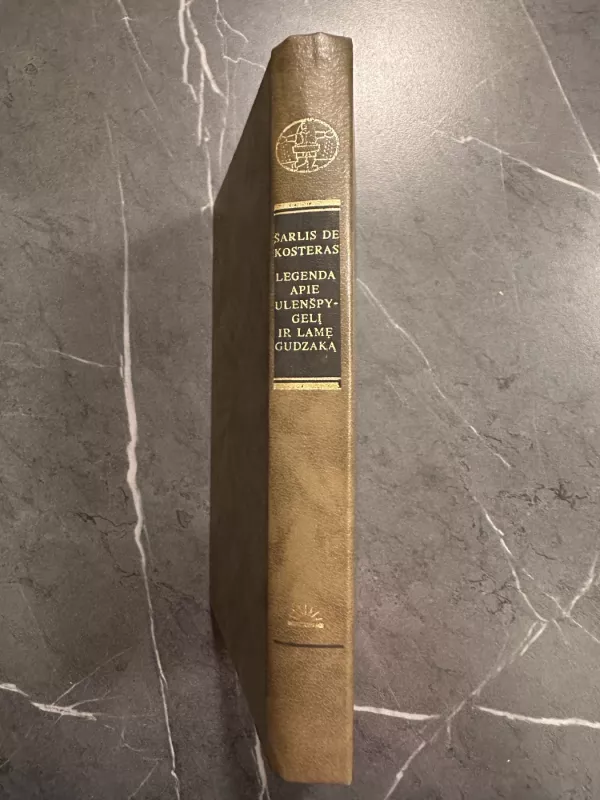 ŠARLIS DE
KOSTERAS
LEGENDA
APIE
ULENŠPY-
GELĮ
IR LAMĘ
GUDZAKĄ